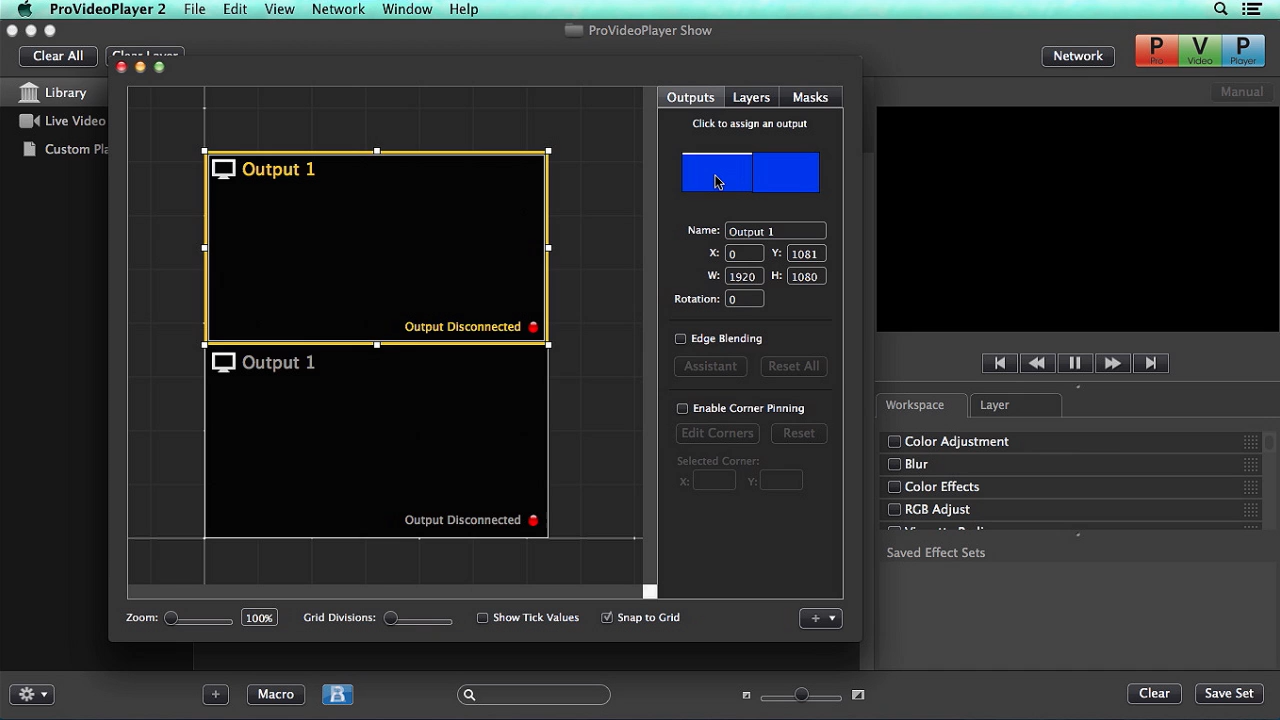 ProVideoPlayer 2 File Edit View Network Window Help
ProVideoPlayer Show
Clear All Clear Layer
Network
P Pro V Video P Player
Library
Live Video
Manual
Outputs Layers Masks
Click to assign an output
Output 1
Name: Output 1
X: 0 Y: 1081
W: 1920 H: 1080
Rotation: 0
Output Disconnected
Edge Blending
Assistant Reset All
Output 1
Enable Corner Pinning
Edit Corners Reset
Selected Corner:
X: Y:
Output Disconnected
Custom Pla
Workspace Layer
Color Adjustment
Blur
Color Effects
RGB Adjust
Saved Effect Sets
Zoom: 100% Grid Divisions: Show Tick Values Snap to Grid +
+ Macro
Clear Save Set